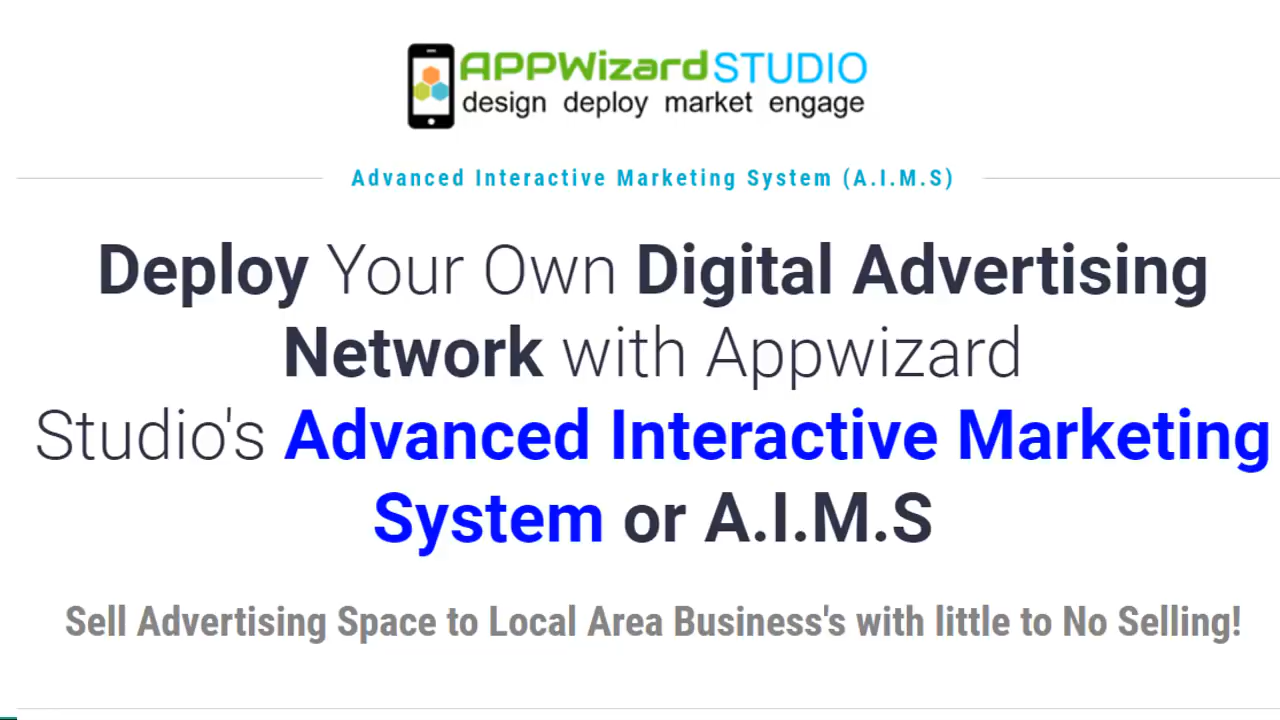 APPWizardSTUDIO
design deploy market engage
Advanced Interactive Marketing System (A.I.M.S)
Deploy Your Own Digital Advertising
Network with Appwizard
Studio's Advanced Interactive Marketing
System or A.I.M.S
Sell Advertising Space to Local Area Business's with little to No Selling!